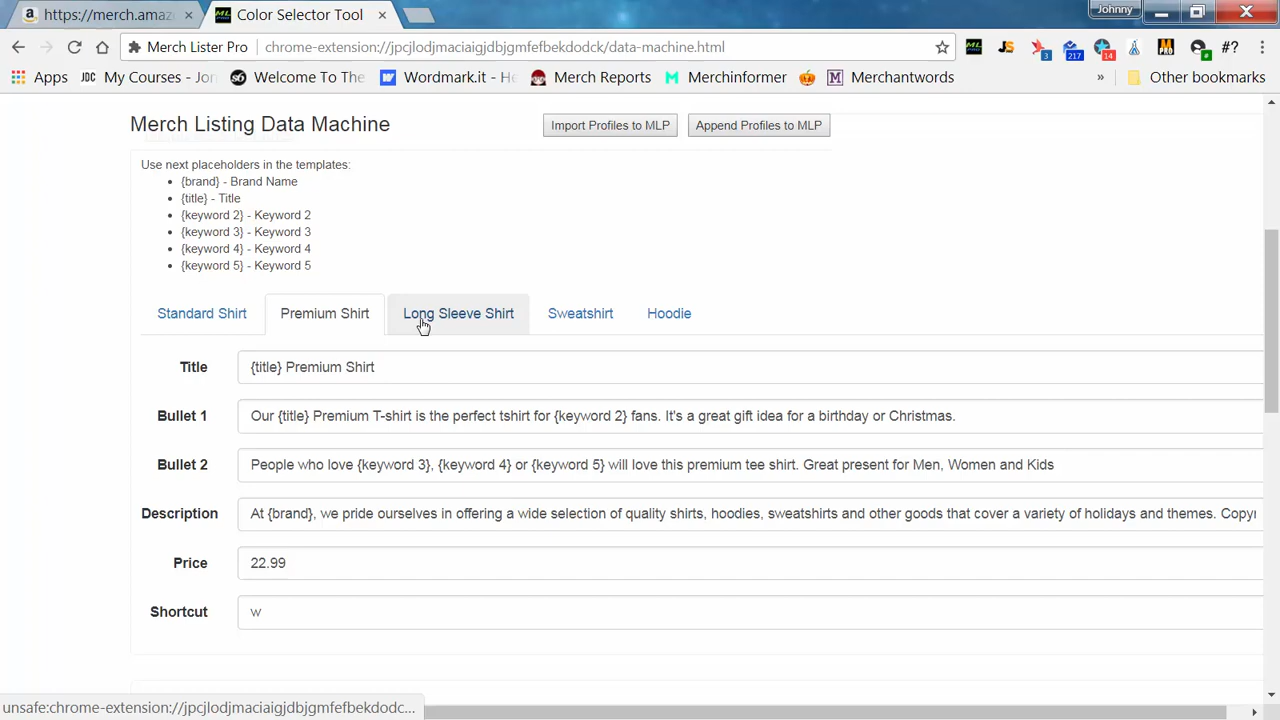 https://merch.amaz
Color Selector Tool
Johnny
Merch Lister Pro
chrome-extension://jpcjlodjmaciaigjdbjgmfefbekdodck/data-machine.html
3
217
14
PRO
#?
Apps
JDC
My Courses - Jon
Welcome To The
Wordmark.it - He
Merch Reports
Merchinformer
Merchantwords
»
Other bookmarks
Merch Listing Data Machine
Import Profiles to MLP
Append Profiles to MLP
Use next placeholders in the templates:
• {brand} - Brand Name
• {title} - Title
• {keyword 2} - Keyword 2
• {keyword 3} - Keyword 3
• {keyword 4} - Keyword 4
• {keyword 5} - Keyword 5
Standard Shirt
Premium Shirt
Long Sleeve Shirt
Sweatshirt
Hoodie
Title
{title} Premium Shirt
Bullet 1
Our {title} Premium T-shirt is the perfect tshirt for {keyword 2} fans. It's a great gift idea for a birthday or Christmas.
Bullet 2
People who love {keyword 3}, {keyword 4} or {keyword 5} will love this premium tee shirt. Great present for Men, Women and Kids
Description
At {brand}, we pride ourselves in offering a wide selection of quality shirts, hoodies, sweatshirts and other goods that cover a variety of holidays and themes. Copyr
Price
22.99
Shortcut
w
unsafe:chrome-extension://jpcjlodjmaciaigjdbjgmfefbekdodc...